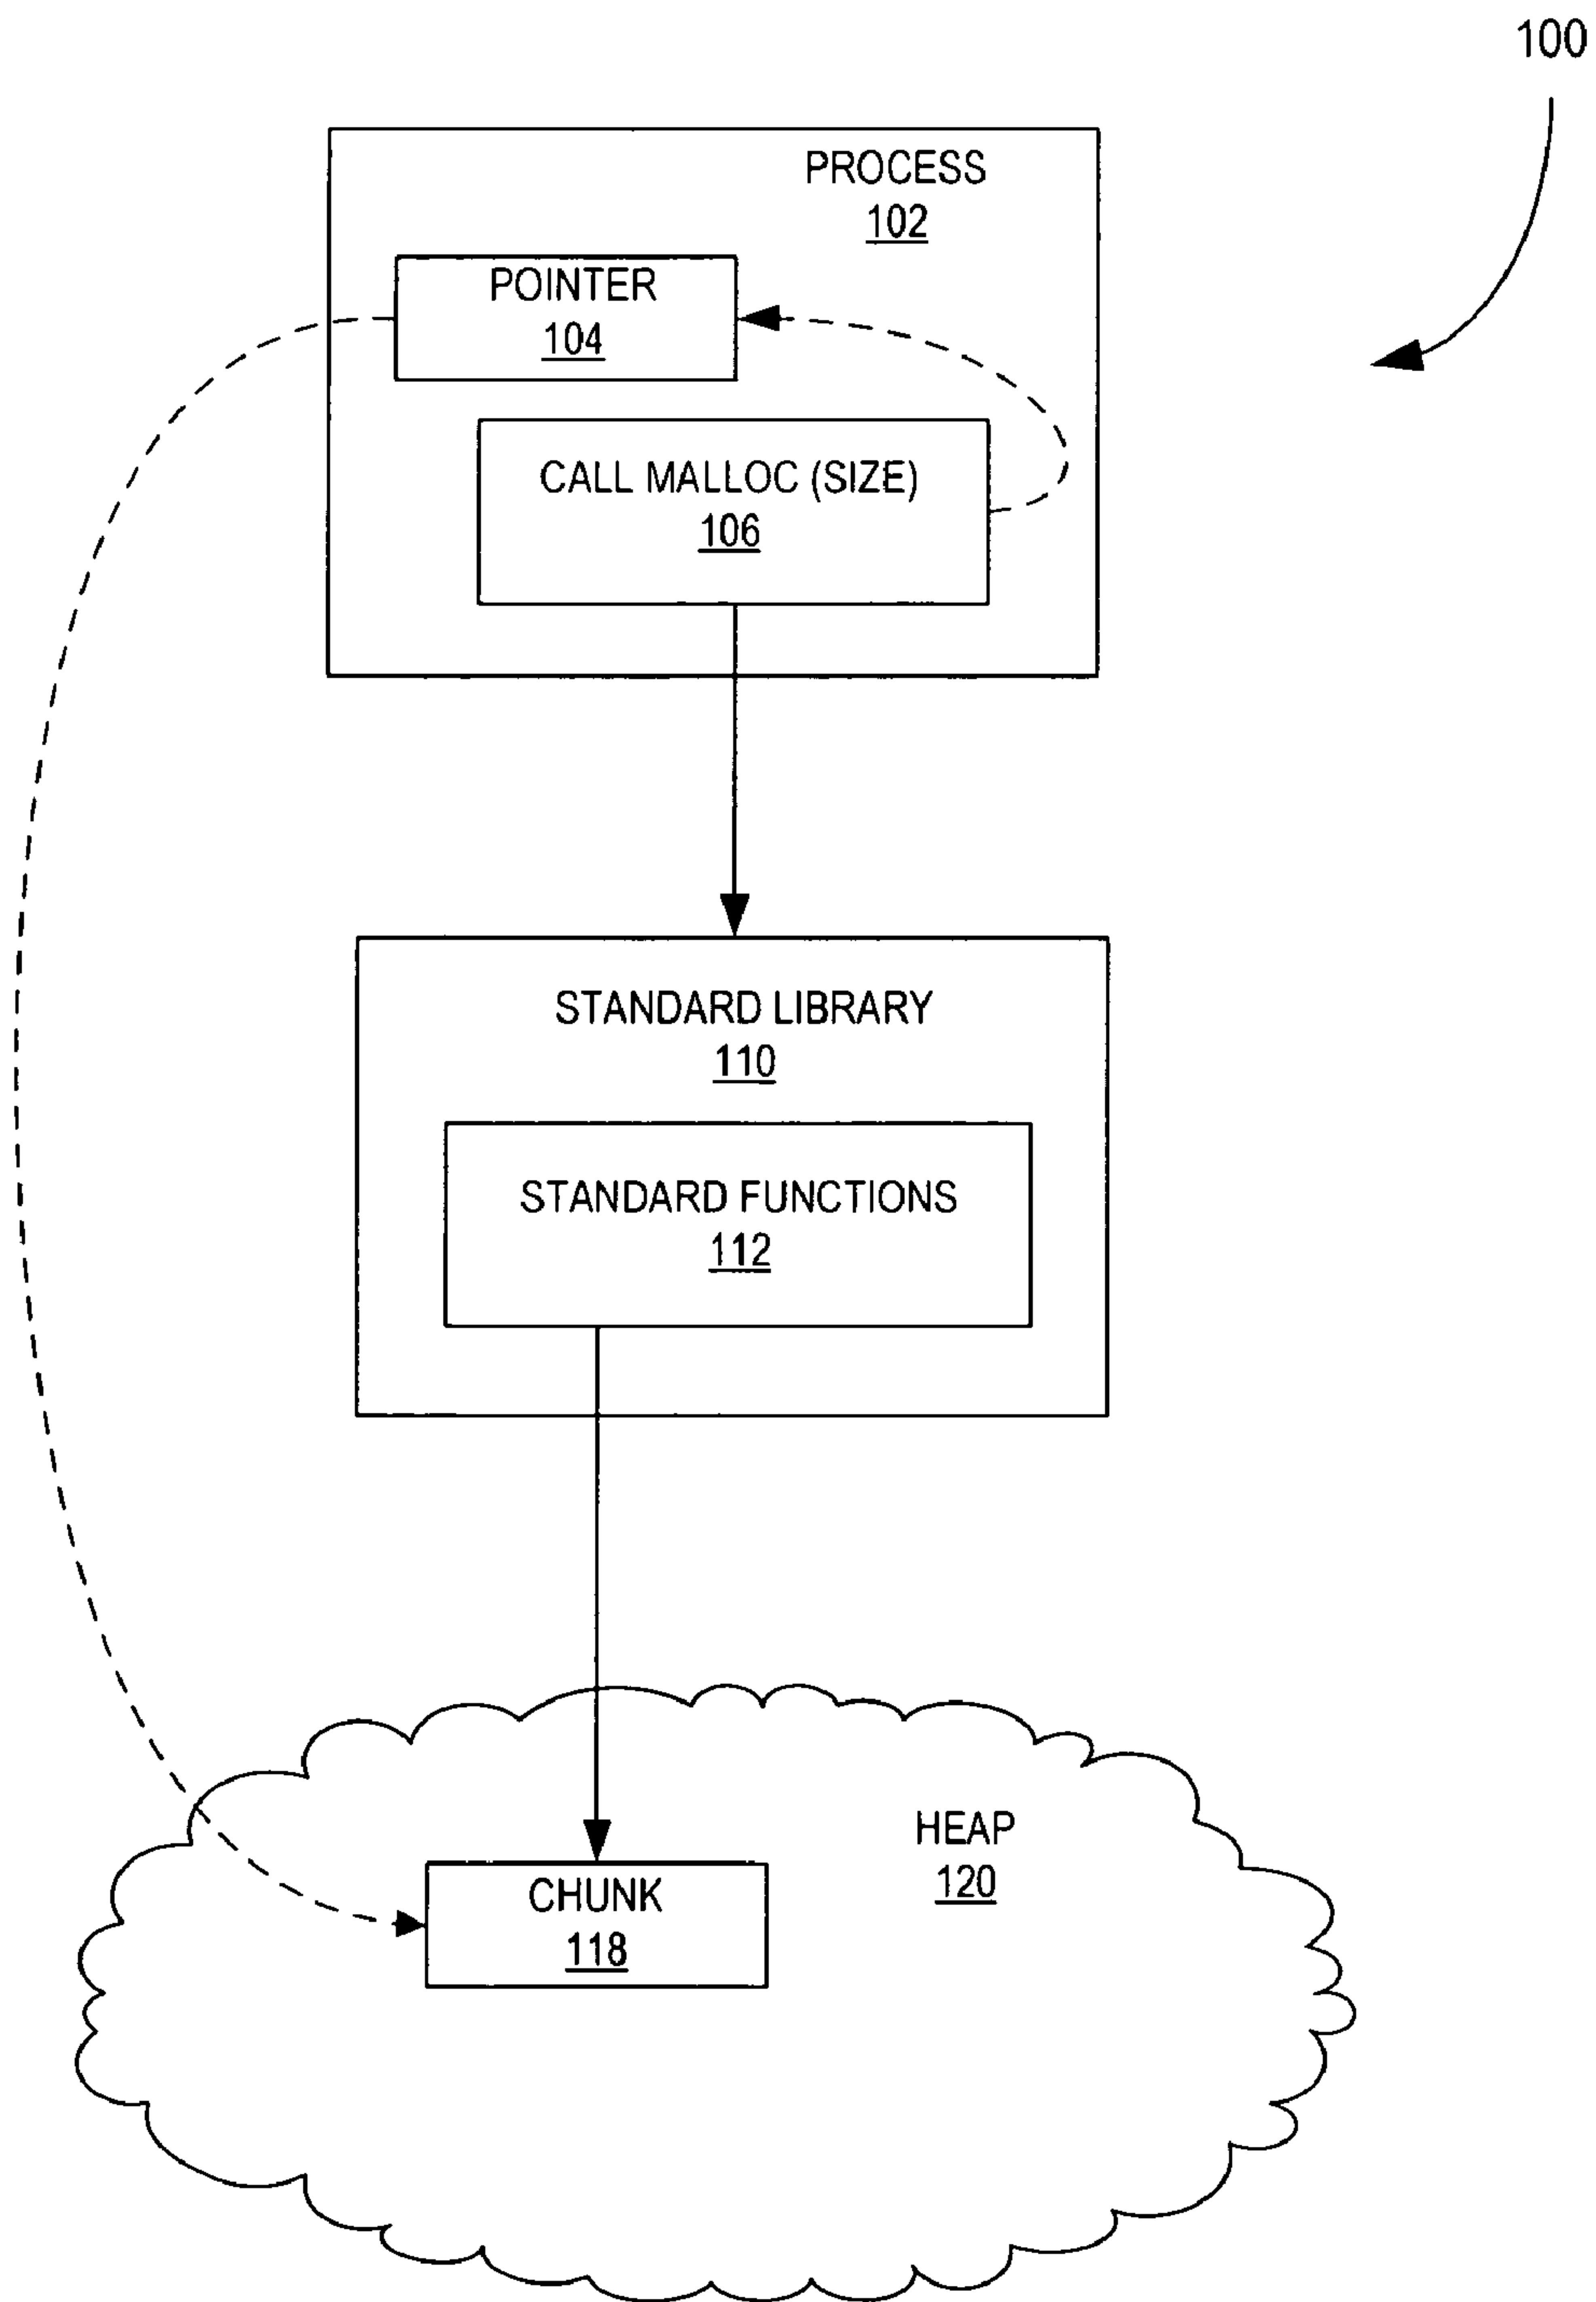 100
PROCESS
102
POINTER
104
CALL MALLOC (SIZE)
106
STANDARD LIBRARY
110
STANDARD FUNCTIONS
112
HEAP
120
CHUNK
118